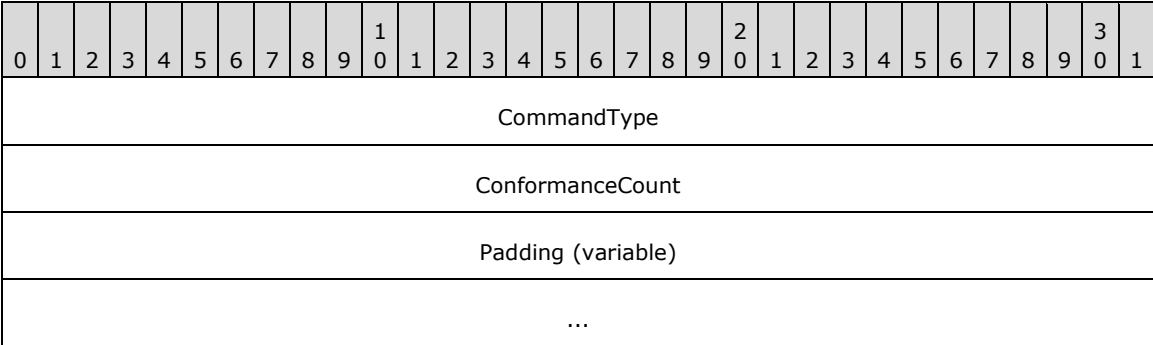 0 1 2 3 4 5 6 7 8 9 1 0 1 2 3 4 5 6 7 8 9 2 0 1 2 3 4 5 6 7 8 9 3 0 1
CommandType
ConformanceCount
Padding (variable)
...